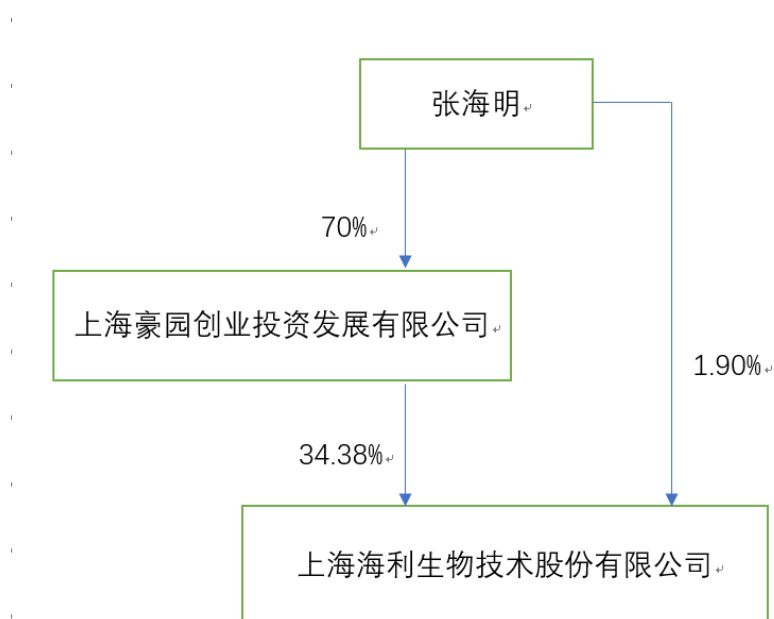 张海明
70%
上海豪园创业投资发展有限公司
1.90%
34.38%
上海海利生物技术股份有限公司